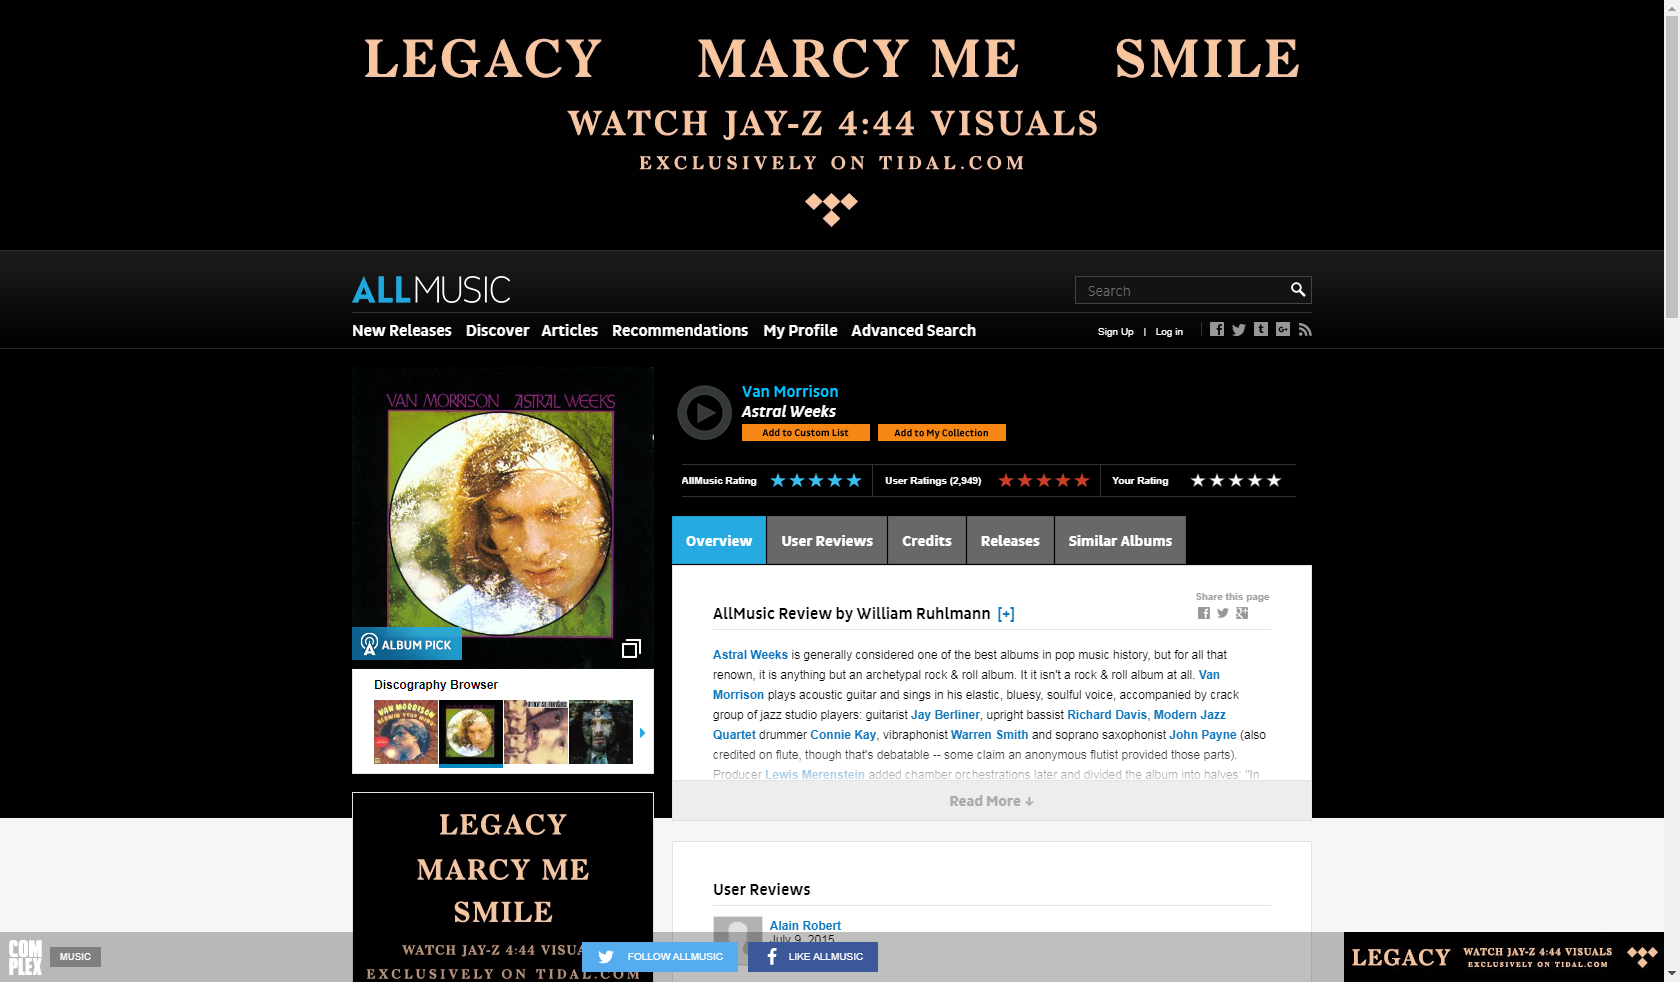 LEGACY MARCY ME SMILE
WATCH JAY-Z 4:44 VISUALS
EXCLUSIVELY ON TIDAL.COM
ALLMUSIC
Search
New Releases Discover Articles Recommendations My Profile Advanced Search
Sign Up | Log in
VAN MORRISON ASTRAL WEEKS
ALBUM PICK
Van Morrison
Astral Weeks
Add to Custom List Add to My Collection
AllMusic Rating User Ratings (2,949) Your Rating
Overview User Reviews Credits Releases Similar Albums
Share this page
AllMusic Review by William Ruhlmann [+]
Astral Weeks is generally considered one of the best albums in pop music history, but for all that
renown, it is anything but an archetypal rock & roll album. It it isn't a rock & roll album at all. Van
Morrison plays acoustic guitar and sings in his elastic, bluesy, soulful voice, accompanied by crack
group of jazz studio players: guitarist Jay Berliner, upright bassist Richard Davis, Modern Jazz
Quartet drummer Connie Kay, vibraphonist Warren Smith and soprano saxophonist John Payne (also
credited on flute, though that's debatable -- some claim an anonymous flutist provided those parts).
Producer Lewis Merenstein added chamber orchestrations later and divided the album into halves: "In
Read More ↓
Discography Browser
VAN MORRISON
LEGACY
MARCY ME
SMILE
WATCH JAY-Z 4:44 VISUA
EXCLUSIVELY ON TIDAL.COM
User Reviews
Alain Robert
July 9, 2015
COMPLEX
MUSIC
FOLLOW ALLMUSIC
LIKE ALLMUSIC
LEGACY WATCH JAY-Z 4:44 VISUALS
EXCLUSIVELY ON TIDAL.COM